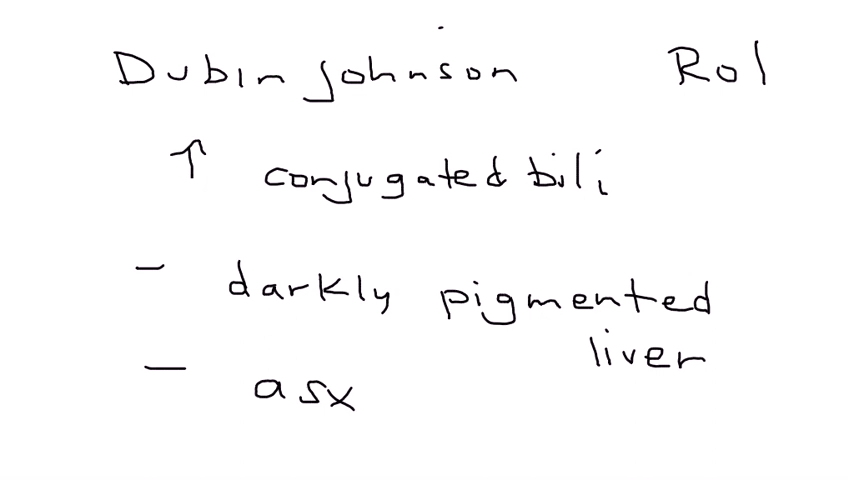 Dubin Johnson Rol
↑ conjugated bili
- darkly pigmented
liver
- asx